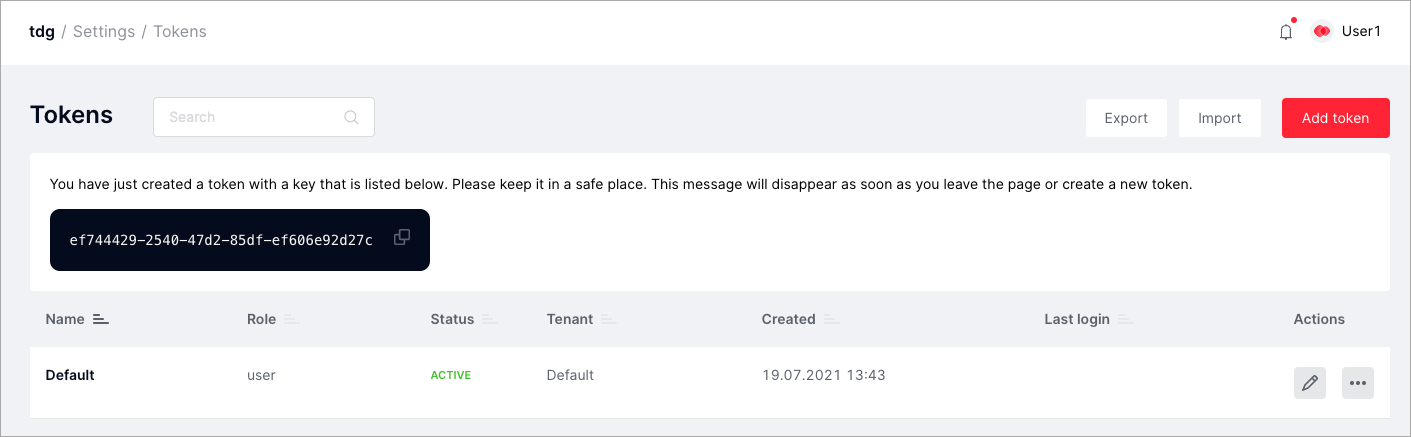 tdg / Settings / Tokens
User1
Tokens
Search
Export
Import
Add token
You have just created a token with a key that is listed below. Please keep it in a safe place. This message will disappear as soon as you leave the page or create a new token.
ef744429-2540-47d2-85df-ef606e92d27c
Name Role Status Tenant Created Last login Actions
Default user ACTIVE Default 19.07.2021 13:43